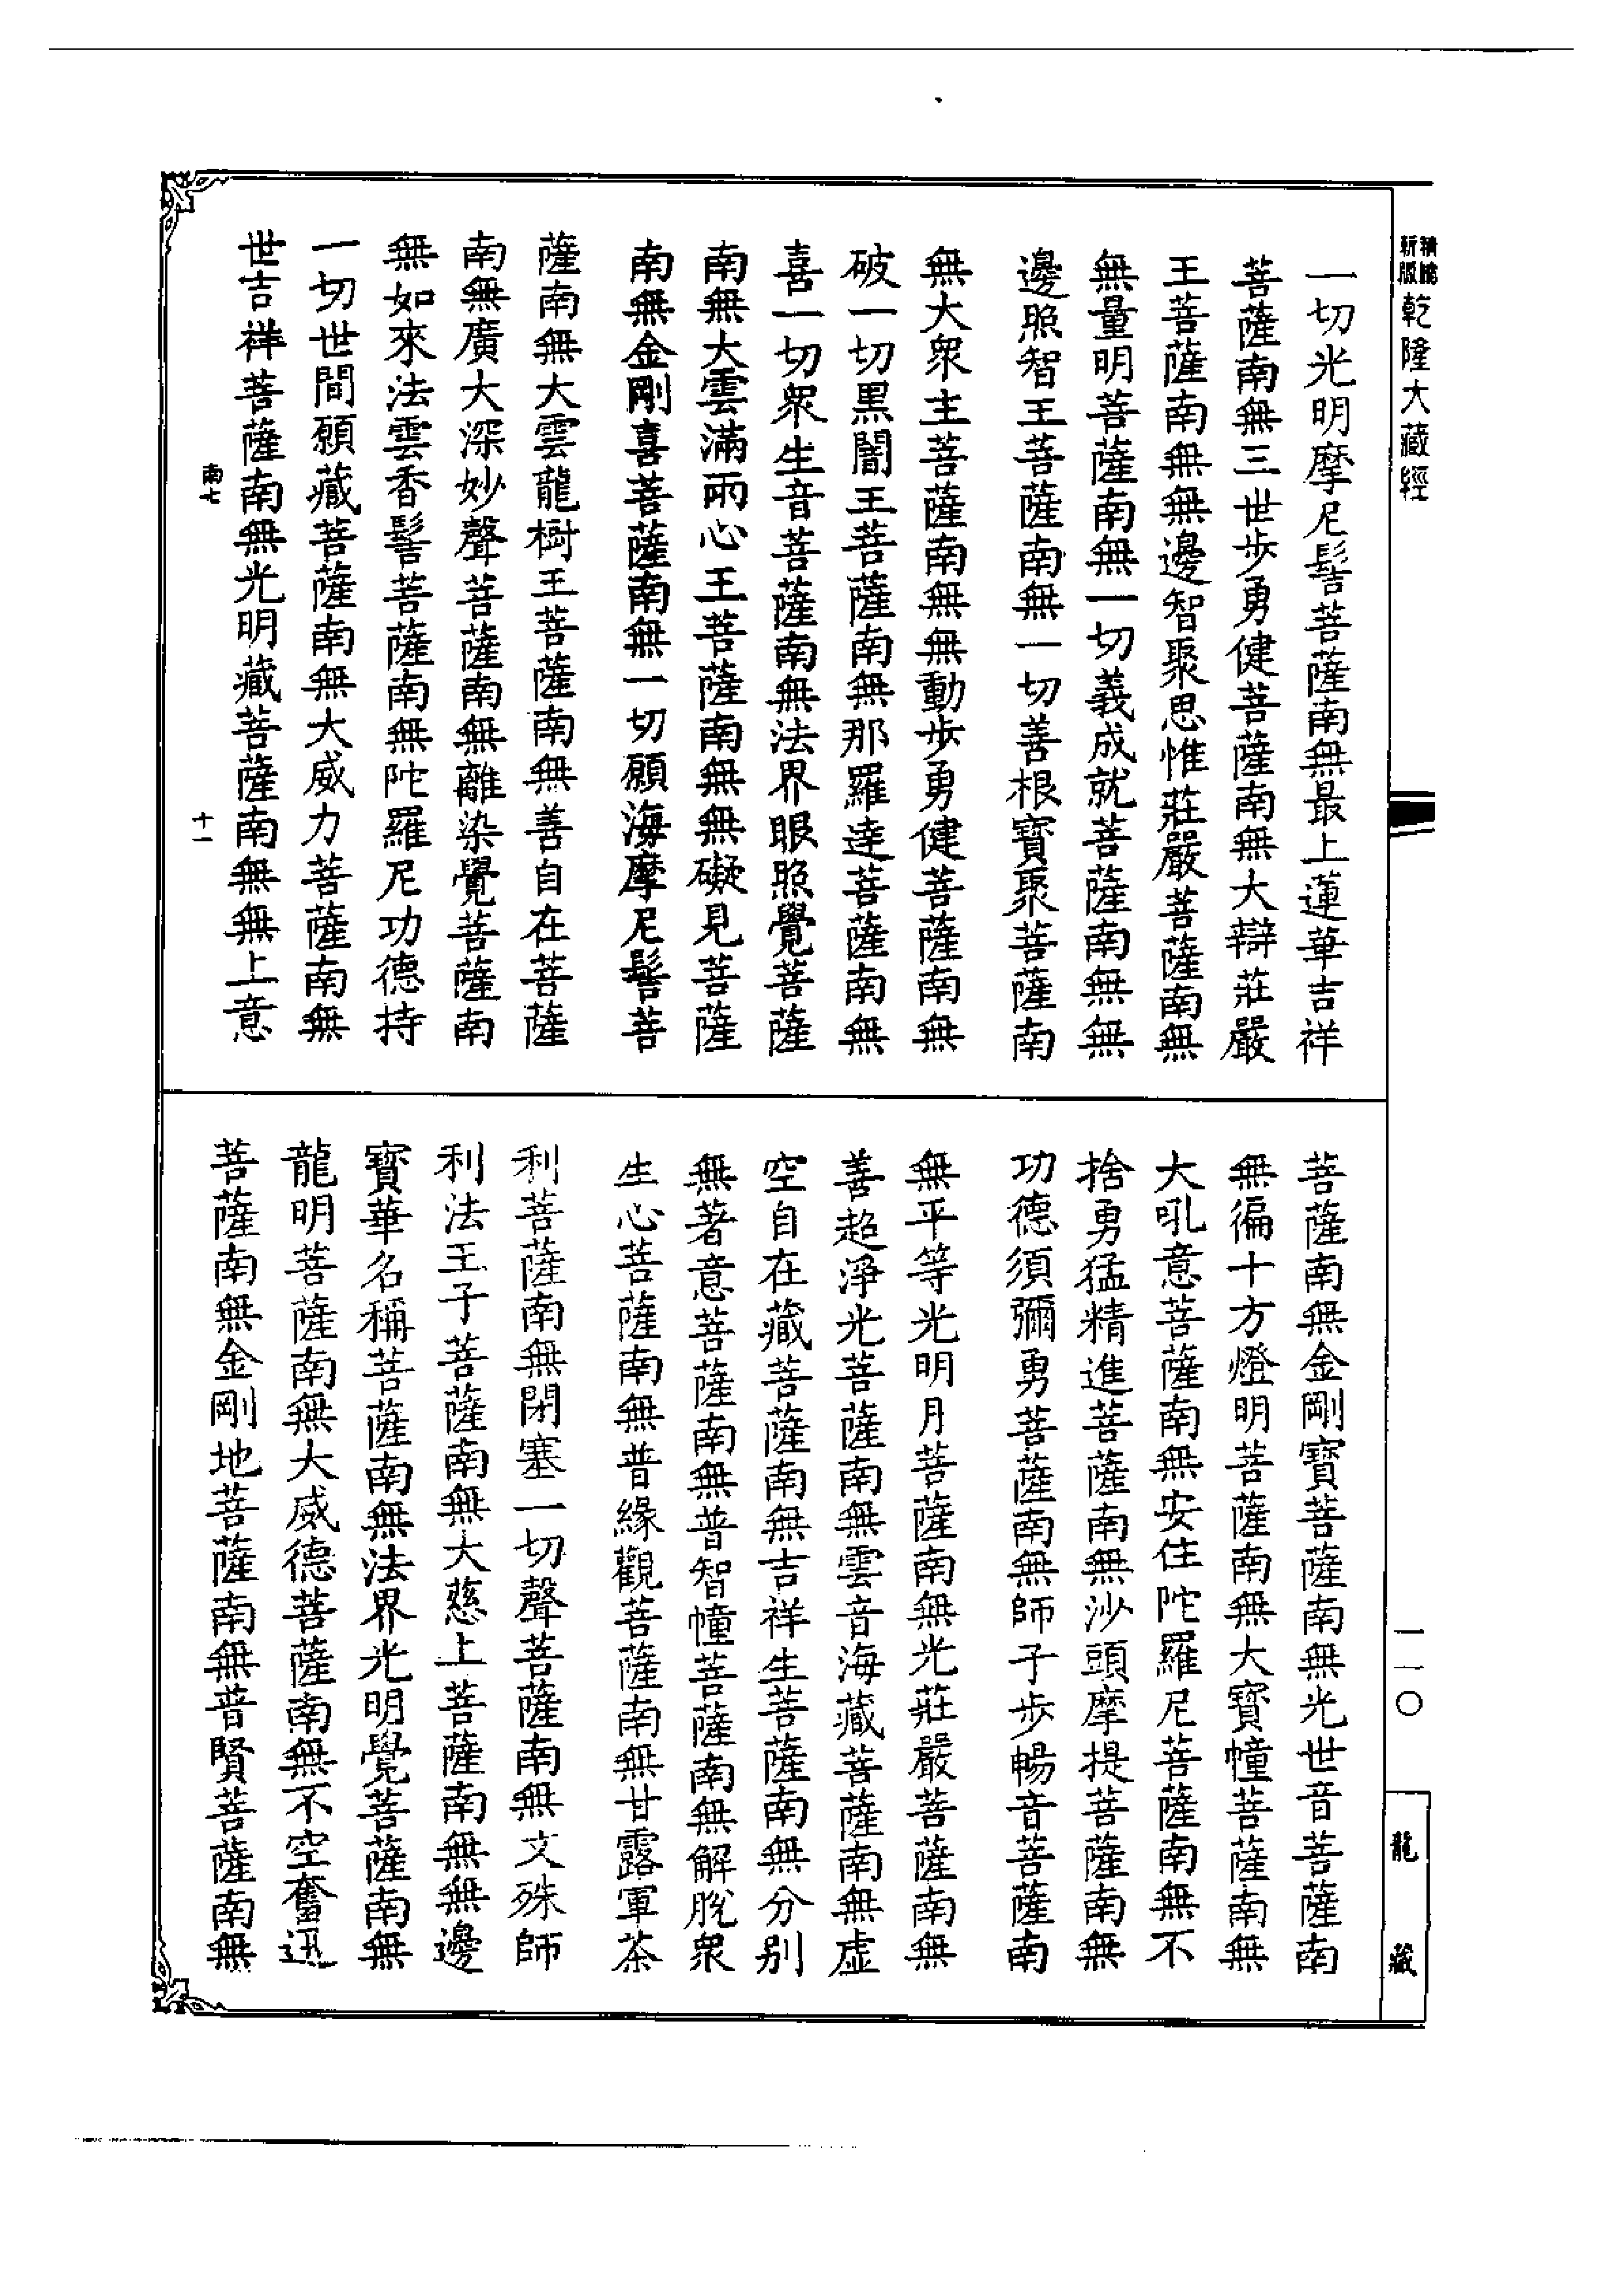 精縮
新版
乾隆大藏經
一切光明摩尼髻菩薩南無最上蓮華吉祥
菩薩南無三世步勇健菩薩南無大辯莊嚴
王菩薩南無無邊智聚思惟莊嚴菩薩南無
無量明菩薩南無一切義成就菩薩南無無
邊照智王菩薩南無一切善根寶聚菩薩南
無大衆主菩薩南無無動步勇健菩薩南無
破一切黑闇王菩薩南無那羅達菩薩南無
喜一切衆生音菩薩南無法界眼照覺菩薩
南無大雲滿雨心王菩薩南無無礙見菩薩
南無金剛喜菩薩南無一切願海摩尼髻菩
薩南無大雲龍樹王菩薩南無善自在菩薩
南無廣大深妙聲菩薩南無離染覺菩薩南
無如來法雲香髻菩薩南無陀羅尼功德持
一切世間願藏菩薩南無大威力菩薩南無
世吉祥菩薩南無光明藏菩薩南無無上意
南七
十一
菩薩南無金剛寶菩薩南無光世音菩薩南
無徧十方燈明菩薩南無大寶幢菩薩南無
大吼意菩薩南無安住陀羅尼菩薩南無不
捨勇猛精進菩薩南無沙頭摩提菩薩南無
功德須彌勇菩薩南無師子步暢音菩薩南
無平等光明月菩薩南無光莊嚴菩薩南無
善超淨光菩薩南無雲音海藏菩薩南無虛
空自在藏菩薩南無吉祥生菩薩南無分別
無著意菩薩南無普智幢菩薩南無解脫衆
生心菩薩南無普緣觀菩薩南無甘露軍茶
利菩薩南無閉塞一切聲菩薩南無文殊師
利法王子菩薩南無大慈上菩薩南無無邊
寶華名稱菩薩南無法界光明覺菩薩南無
龍明菩薩南無大威德菩薩南無不空奮迅
菩薩南無金剛地菩薩南無普賢菩薩南無
一一〇
龍藏